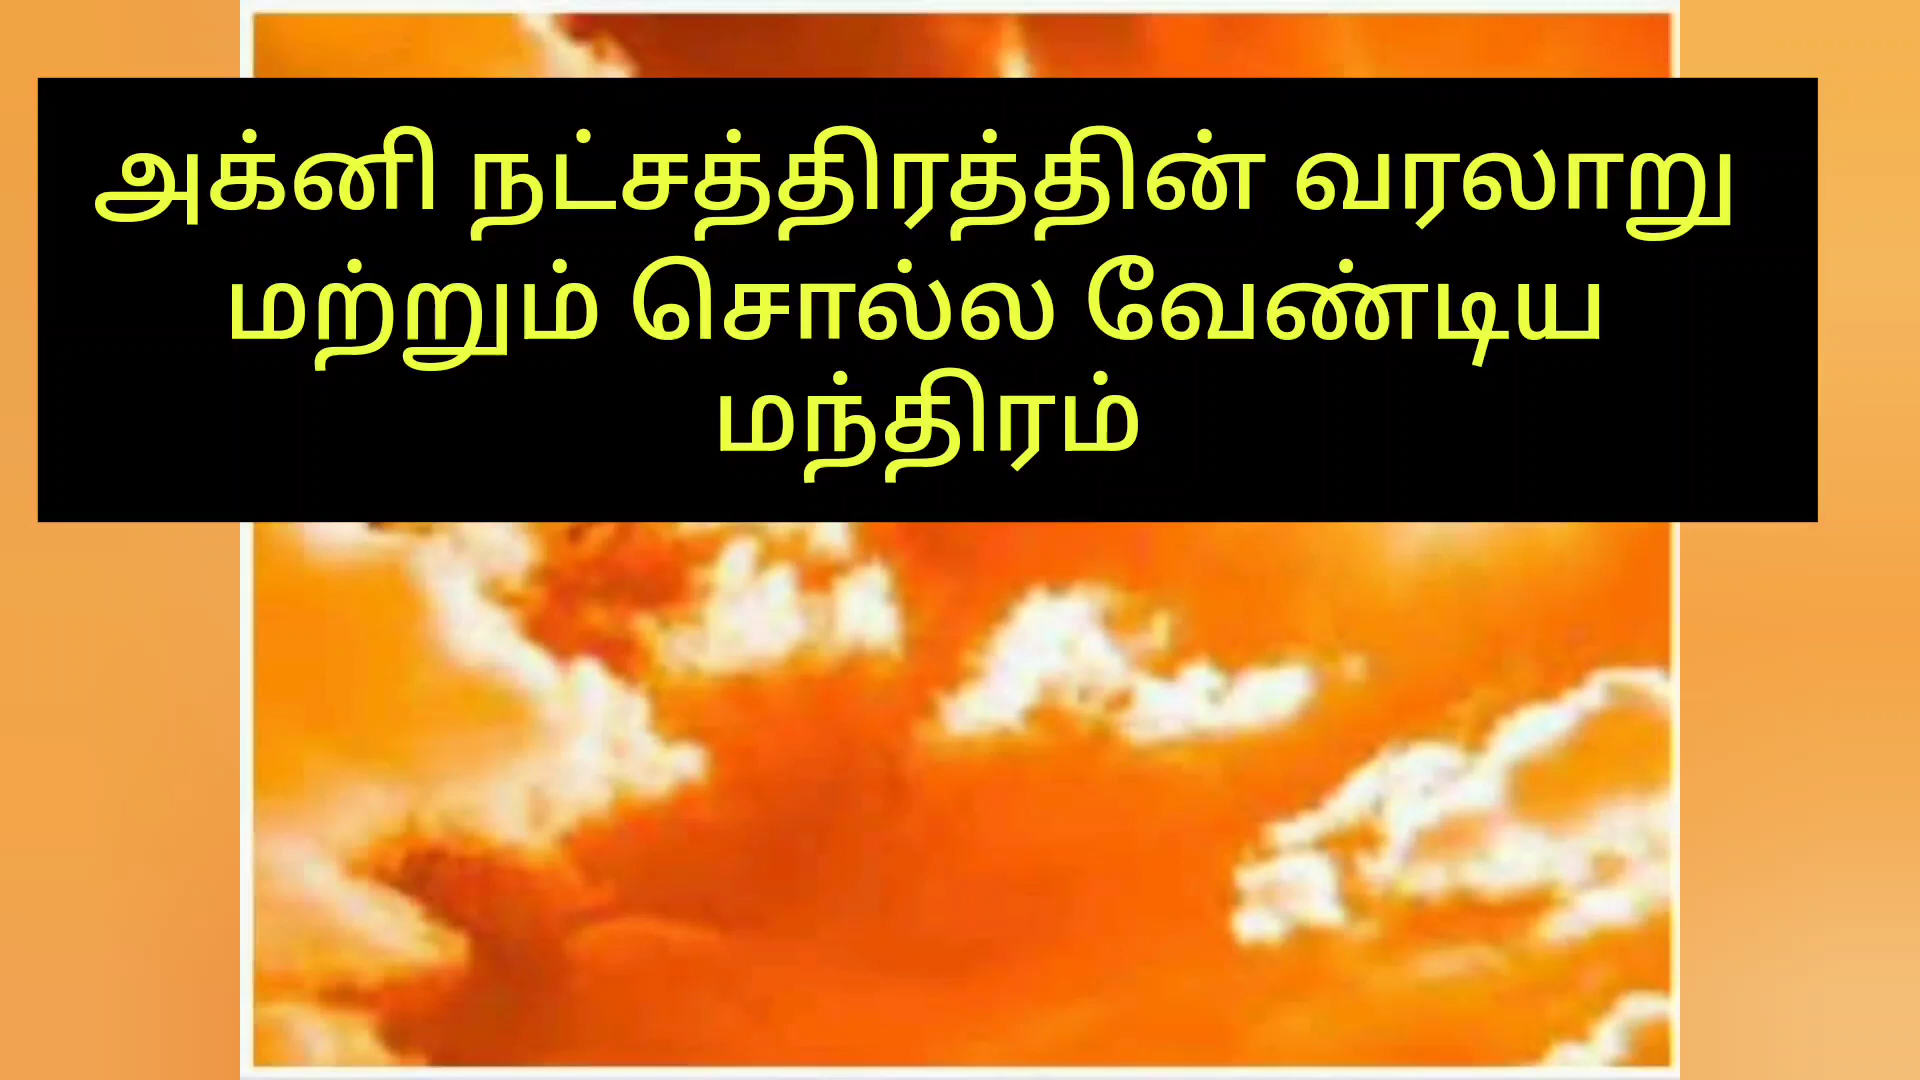 அக்னி நட்சத்திரத்தின் வரலாறு
மற்றும் சொல்ல வேண்டிய
மந்திரம்